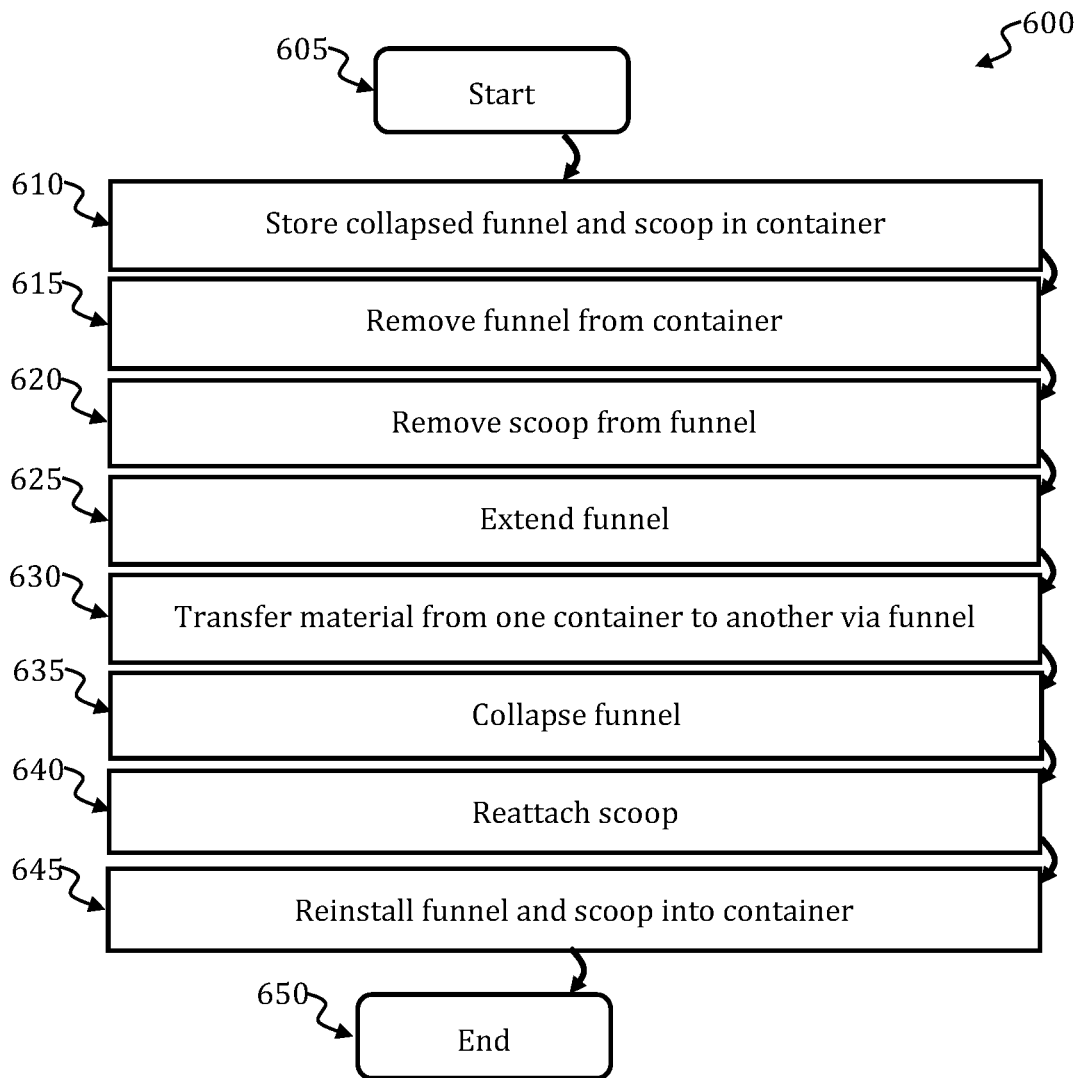 600
605
Start
610
Store collapsed funnel and scoop in container
615
Remove funnel from container
620
Remove scoop from funnel
625
Extend funnel
630
Transfer material from one container to another via funnel
635
Collapse funnel
640
Reattach scoop
645
Reinstall funnel and scoop into container
650
End